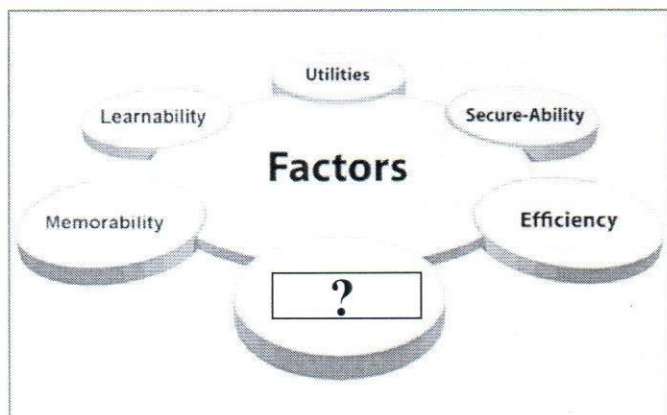 Utilities
Learnability
Secure-Ability
Factors
Memorability
Efficiency
?